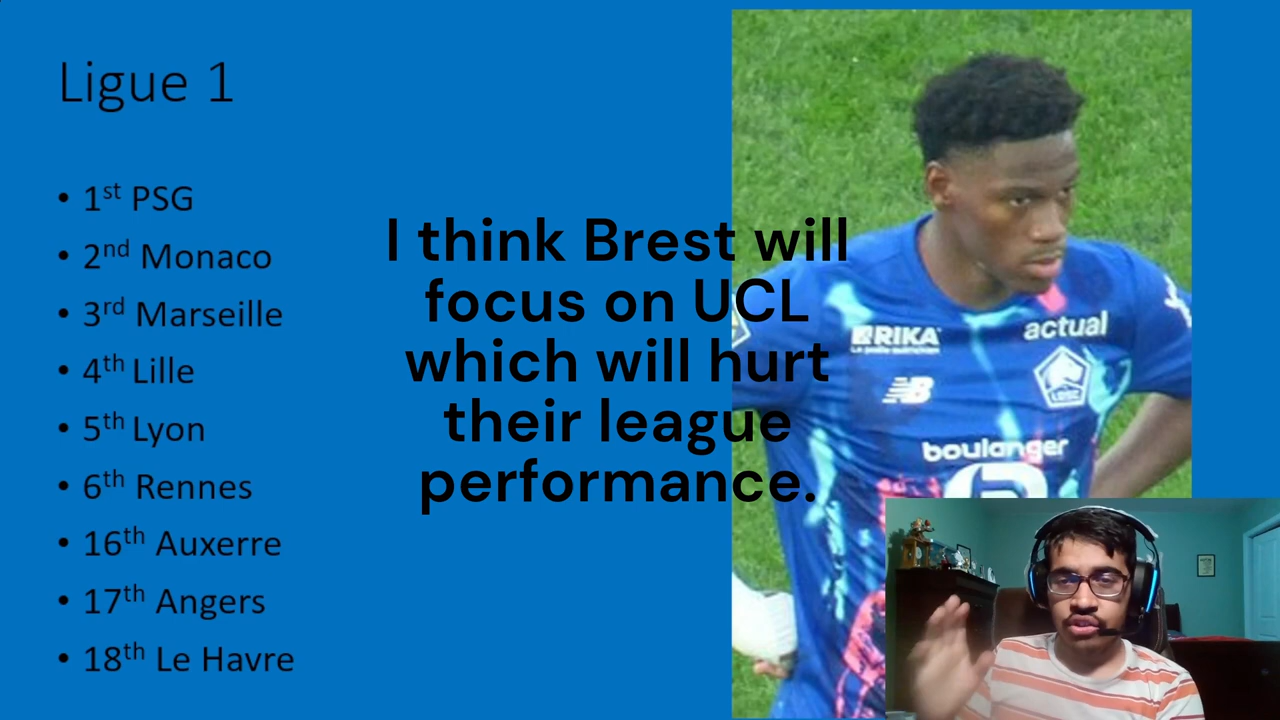 Ligue 1
• 1st PSG
• 2nd Monaco
• 3rd Marseille
• 4th Lille
• 5th Lyon
• 6th Rennes
• 16th Auxerre
• 17th Angers
• 18th Le Havre
I think Brest will
focus on UCL
which will hurt
their league
performance.
RIKA
actual
LOSC
boulanger